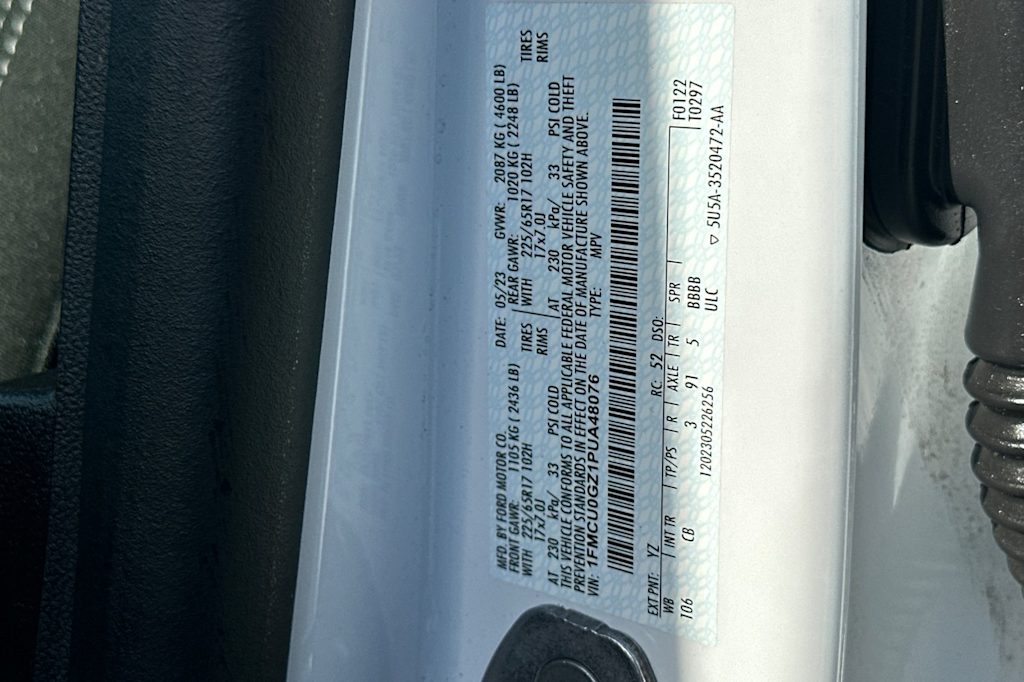 MFD. BY FORD MOTOR CO. DATE: 05/23 GVWR: 2087 KG ( 4600 LB)
FRONT GAWR: 1105 KG ( 2436 LB) REAR GAWR: 1020 KG ( 2248 LB)
WITH 225/65R17 102H TIRES WITH 225/65R17 102H TIRES
17x7.0J RIMS 17x7.0J RIMS
AT 230 kPa/ 33 PSI COLD AT 230 kPa/ 33 PSI COLD
THIS VEHICLE CONFORMS TO ALL APPLICABLE FEDERAL MOTOR VEHICLE SAFETY AND THEFT
PREVENTION STANDARDS IN EFFECT ON THE DATE OF MANUFACTURE SHOWN ABOVE.
VIN: 1FMCU0GZ1PUA48076 TYPE: MPV
EXT PNT: YZ RC: 52 DSO: F0122
WB INT TR TP/PS R AXLE TR SPR T0297
106 CB 3 91 5 BBBB
1202305226256 ULC ▽ 5U5A-3520472-AA